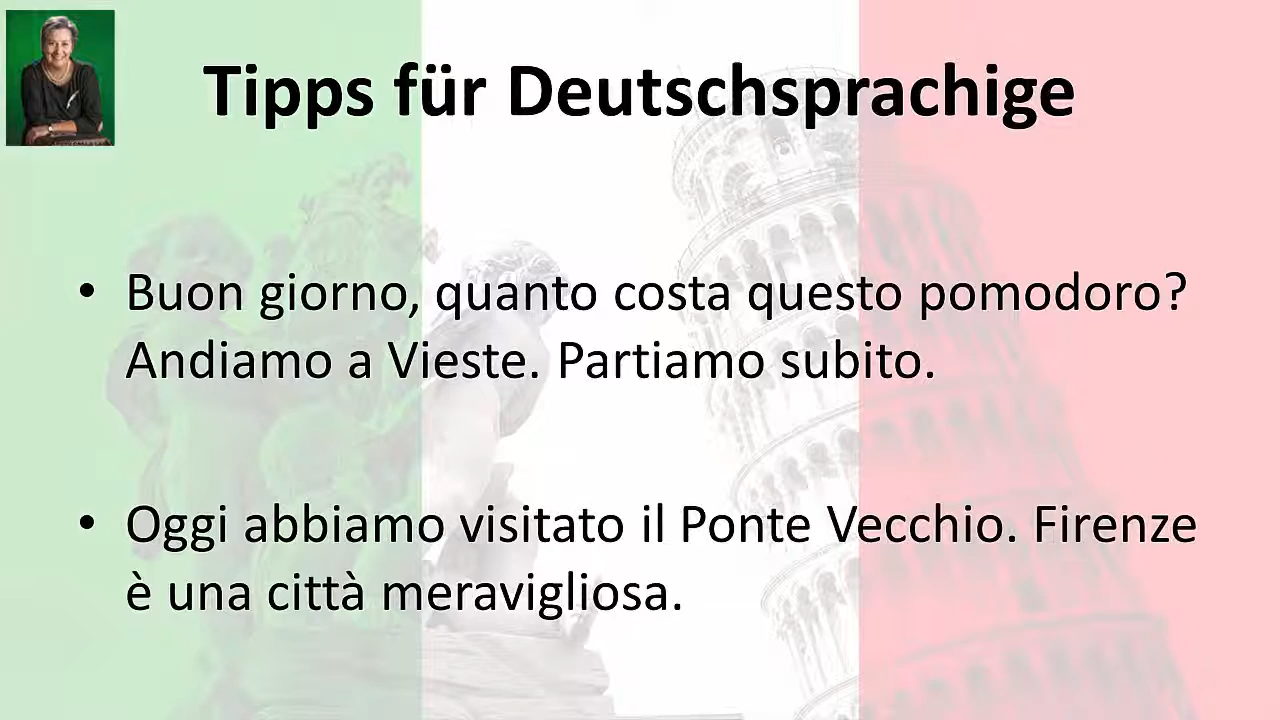 Tipps für Deutschsprachige
• Buon giorno, quanto costa questo pomodoro?
Andiamo a Vieste. Partiamo subito.
• Oggi abbiamo visitato il Ponte Vecchio. Firenze
è una città meravigliosa.